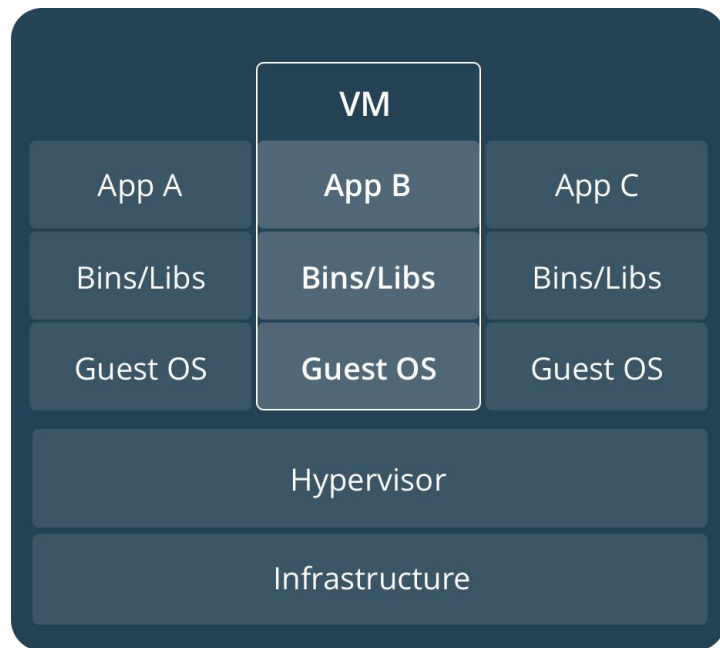 VM
App A
App B
App C
Bins/Libs
Bins/Libs
Bins/Libs
Guest OS
Guest OS
Guest OS
Hypervisor
Infrastructure